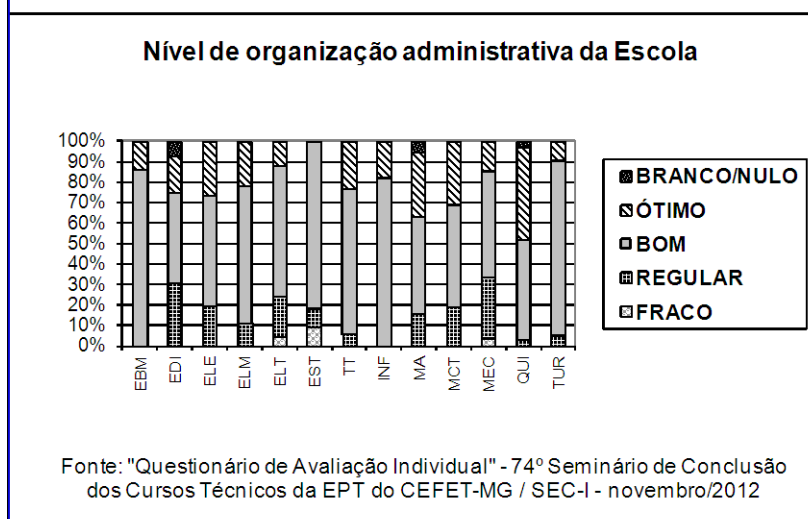 Nível de organização administrativa da Escola
100%
90%
80%
70%
60%
50%
40%
30%
20%
10%
0%
EBM
EDI
ELE
ELM
ELT
EST
TT
INF
MA
MCT
MEC
QUI
TUR
BRANCO/NULO
ÓTIMO
BOM
REGULAR
FRACO
Fonte: "Questionário de Avaliação Individual" - 74º Seminário de Conclusão
dos Cursos Técnicos da EPT do CEFET-MG / SEC-I - novembro/2012